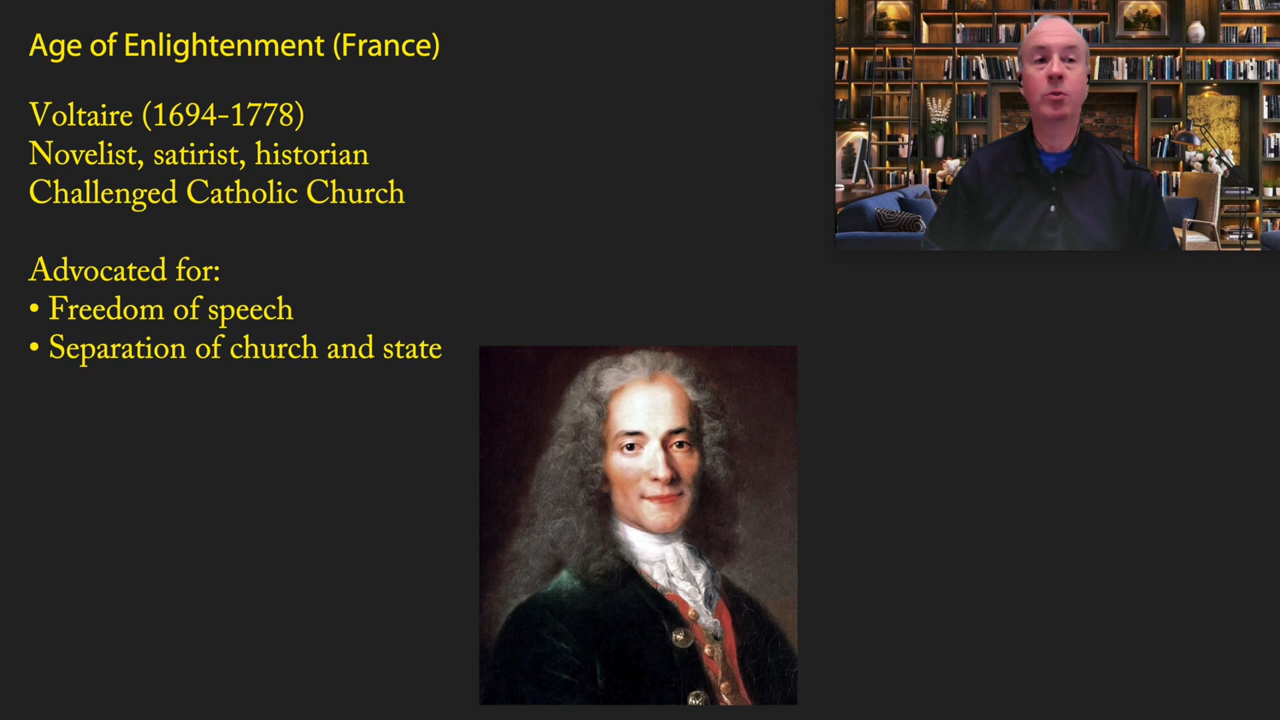 Age of Enlightenment (France)
Voltaire (1694-1778)
Novelist, satirist, historian
Challenged Catholic Church
Advocated for:
• Freedom of speech
• Separation of church and state